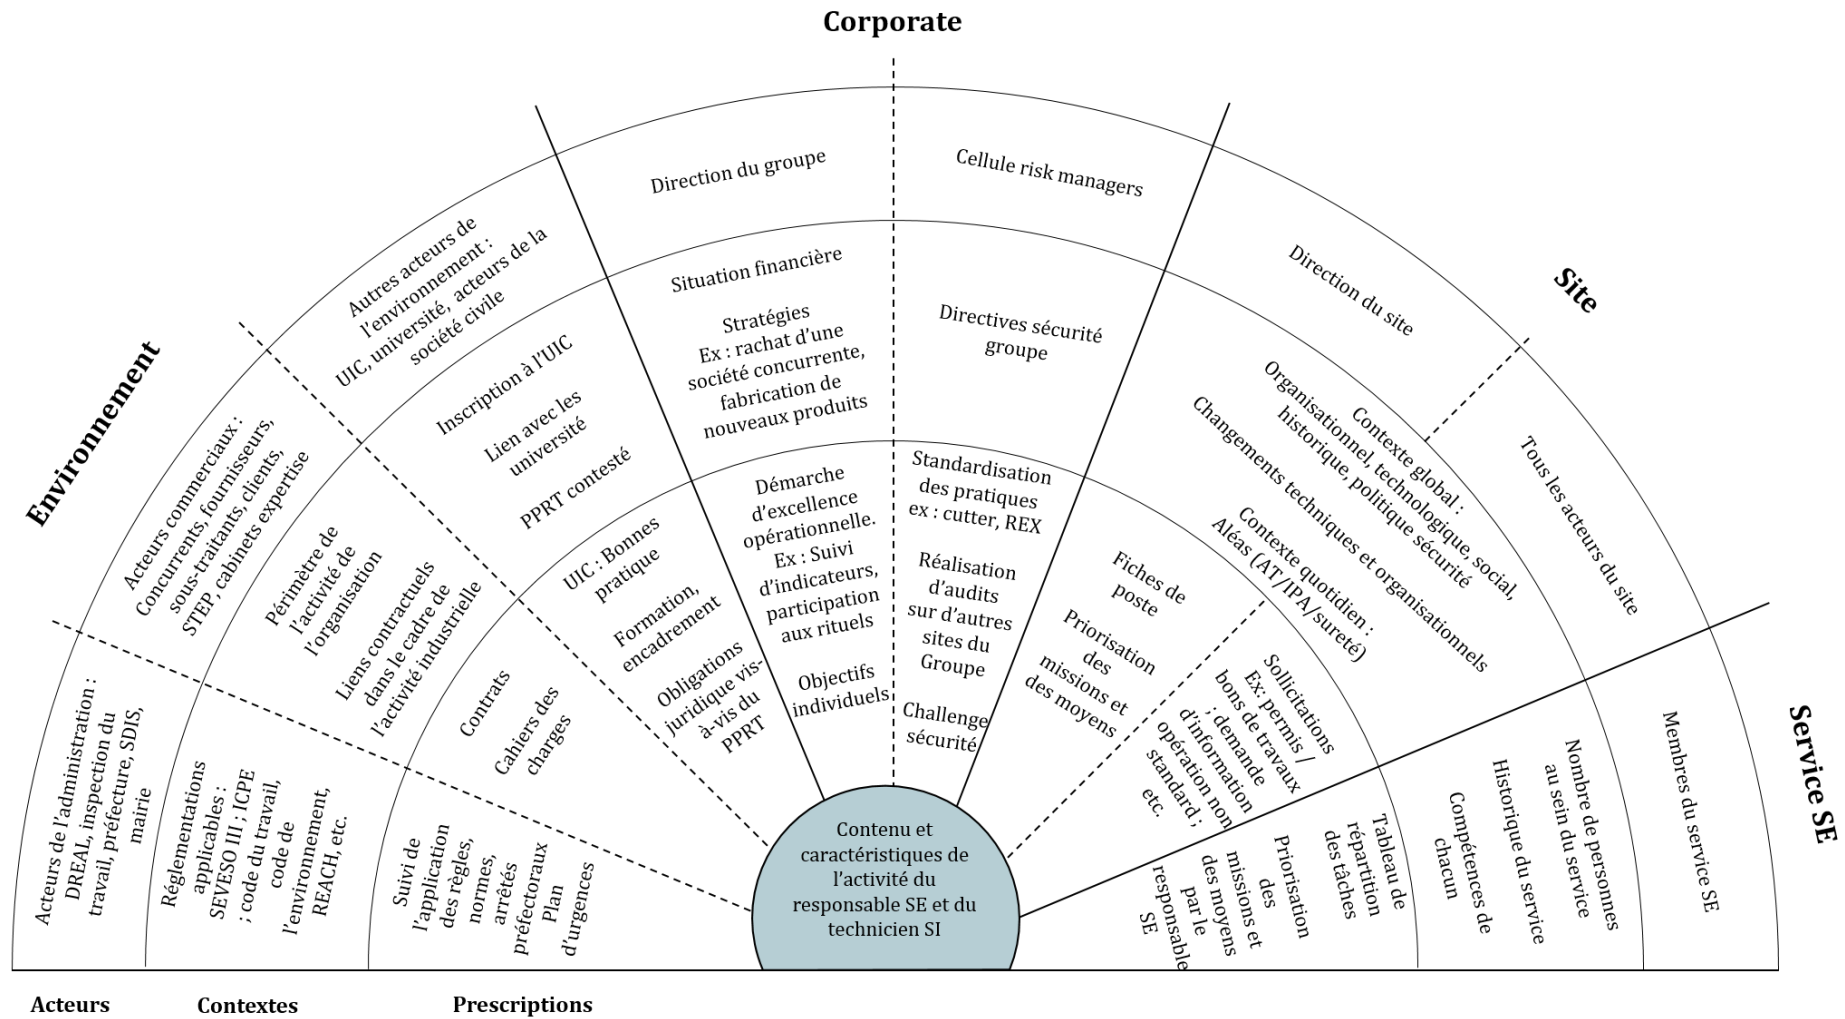 Corporate
Environnement
Site
Service SE
Acteurs de l'administration :
DREAL, inspection du
travail, préfecture, SDIS,
mairie
Réglementations
applicables :
SEVESO III ; ICPE
; code du travail,
code de
l'environnement,
REACH, etc.
Suivi de
l'application
des règles,
normes,
arrétés
préfectoraux
Plan
d'urgences
Acteurs commerciaux :
Concurrents, fournisseurs,
sous-traitants, clients,
STEP, cabinets expertise
Périmètre de
l'activité de
l'organisation
Liens contractuels
dans le cadre de
l'activité industrielle
Contrats
Cahiers des
charges
Autres acteurs de
l'environnement :
UIC, université, acteurs de la
société civile
Inscription à l'UIC
Lien avec les
université
PPRT contesté
UIC : Bonnes
pratique
Formation,
encadrement
Obligations
juridique vis-
à-vis du
PPRT
Direction du groupe
Situation financière
Stratégies
Ex : rachat d'une
société concurrente,
fabrication de
nouveaux produits
Démarche
d'excellence
opérationnelle.
Ex : Suivi
d'indicateurs,
participation
aux rituels
Objectifs
individuels
Cellule risk managers
Directives sécurité
groupe
Standardisation
des pratiques
ex : cutter, REX
Réalisation
d'audits
sur d'autres
sites du
Groupe
Challenge
sécurité
Direction du site
Tous les acteurs du site
Contexte global :
Organisationnel, technologique, social,
historique, politique sécurité
Changements techniques et organisationnels
Contexte quotidien :
Aléas (AT/IPA/sureté)
Fiches de
poste
Priorisation
des
missions et
des moyens
Sollicitations
Ex: permis /
bons de travaux
; demande
d'information
opération non
standard ;
etc.
Membres du service SE
Nombre de personnes
au sein du service
Historique du service
Compétences de
chacun
Tableau de
répartition
des tâches
Priorisation
des
missions et
des moyens
par le
responsable
SE
Contenu et
caractéristiques de
l'activité du
responsable SE et du
technicien SI
Acteurs
Contextes
Prescriptions